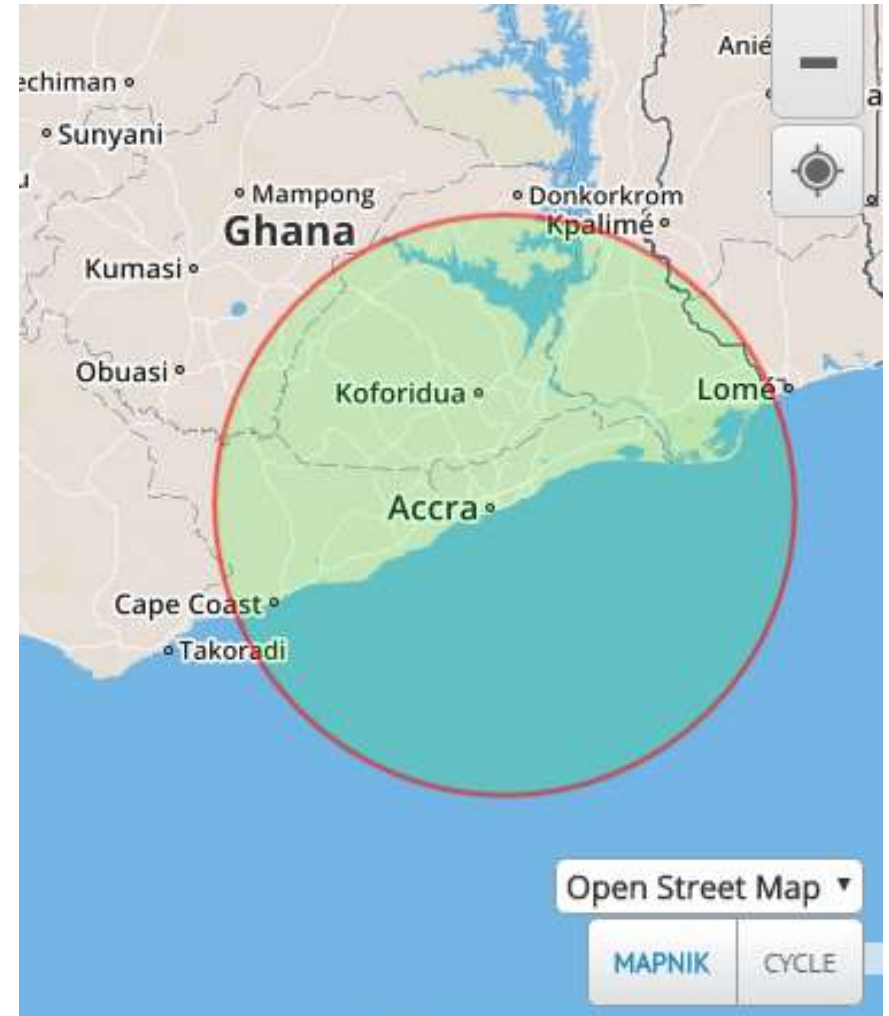 Anié
echiman
a
Sunyani
u
Mampong
Donkorkrom
Ghana
Kpalimé
Kumasi
Obuasi
Koforidua
Lomé
Accra
Cape Coast
Takoradi
Open Street Map
MAPNIK
CYCLE